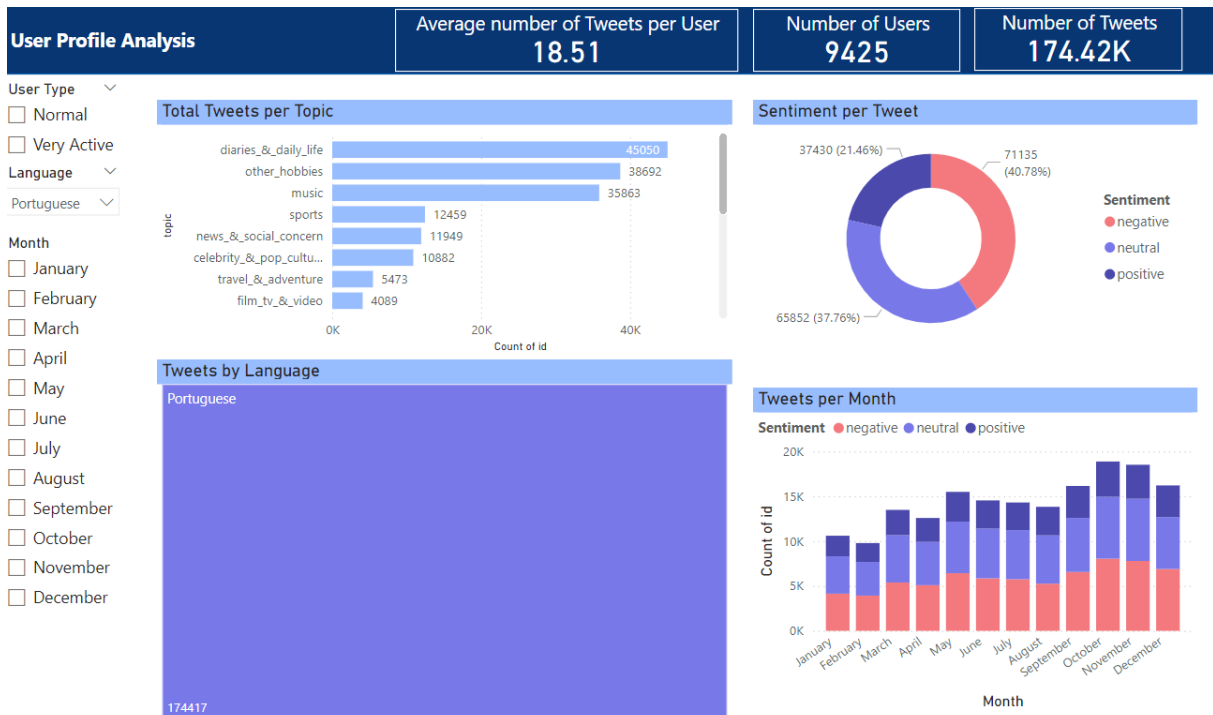 User Profile Analysis
Average number of Tweets per User
18.51
Number of Users
9425
Number of Tweets
174.42K
User Type
Normal
Very Active
Language
Portuguese
Month
January
February
March
April
May
June
July
August
September
October
November
December
Total Tweets per Topic
topic
diaries_&_daily_life 45050
other_hobbies 38692
music 35863
sports 12459
news_&_social_concern 11949
celebrity_&_pop_cultu... 10882
travel_&_adventure 5473
film_tv_&_video 4089
0K 20K 40K
Count of id
Sentiment per Tweet
37430 (21.46%)
71135
(40.78%)
65852 (37.76%)
Sentiment
negative
neutral
positive
Tweets by Language
Portuguese
174417
Tweets per Month
Sentiment negative neutral positive
Count of id
20K
15K
10K
5K
0K
January February March April May June July August September October November December
Month